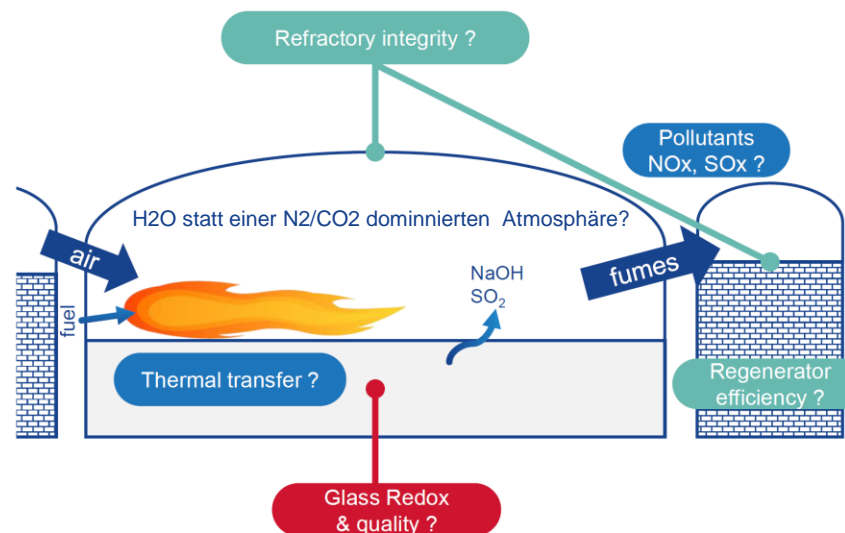 Refractory integrity ?
Pollutants
NOx, SOx ?
H2O statt einer N2/CO2 dominnierten Atmosphäre?
air
fumes
NaOH
SO₂
fuel
Thermal transfer ?
Regenerator
efficiency ?
Glass Redox
& quality ?